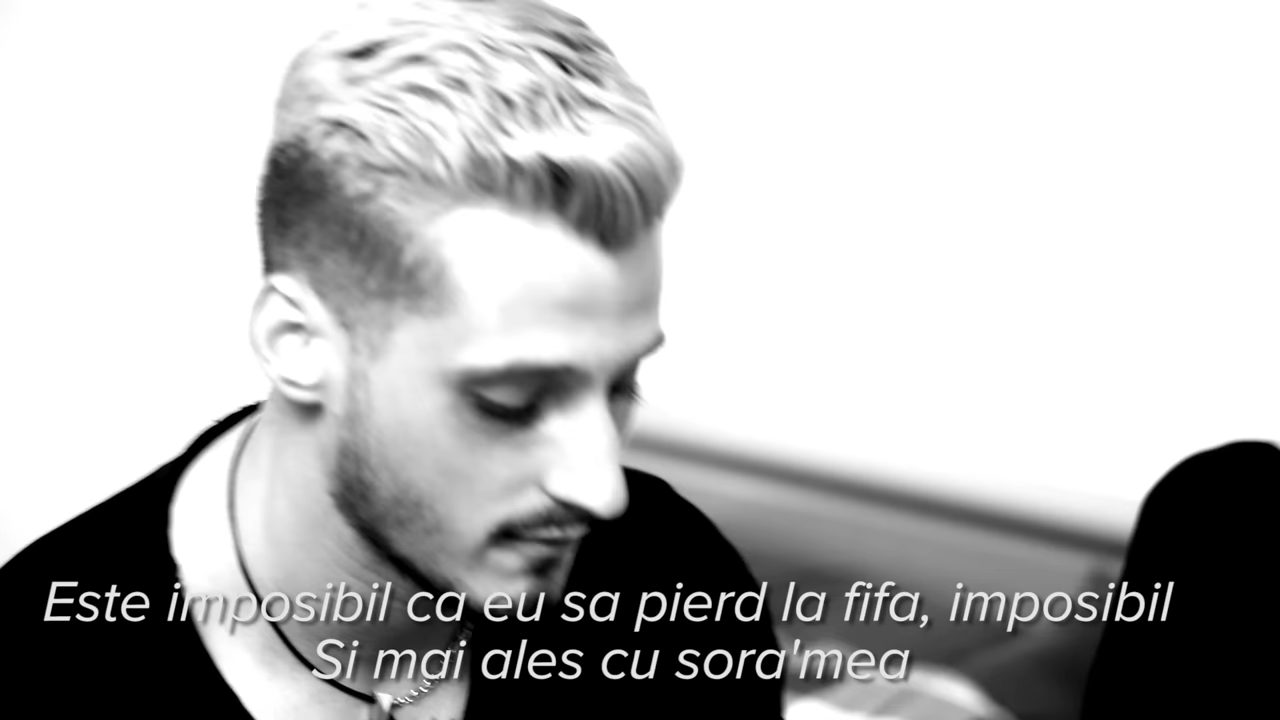 Este imposibil ca eu sa pierd la fifa, imposibil
Si mai ales cu sora'mea